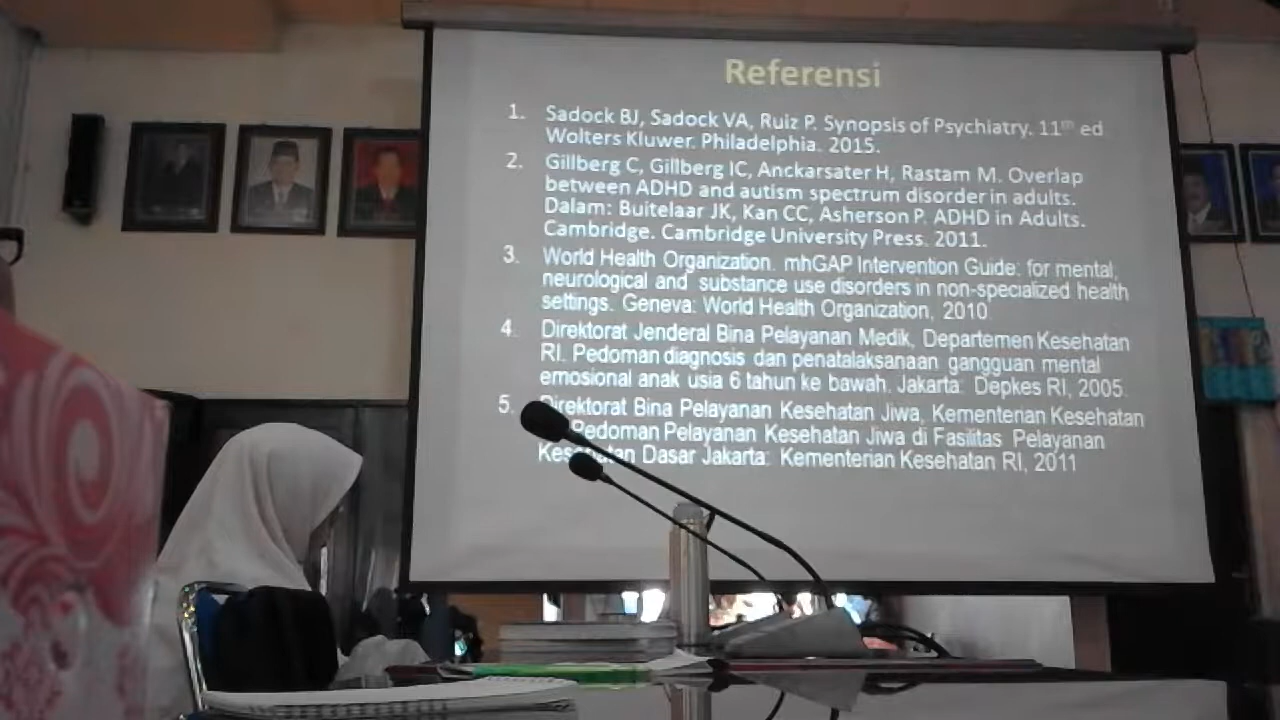 Referensi
1. Sadock BJ, Sadock VA, Ruiz P. Synopsis of Psychiatry. 11th ed
Wolters Kluwer. Philadelphia. 2015.
2. Gillberg C, Gillberg IC, Anckarsater H, Rastam M. Overlap
between ADHD and autism spectrum disorder in adults.
Dalam: Buitelaar JK, Kan CC, Asherson P. ADHD in Adults.
Cambridge. Cambridge University Press. 2011.
3. World Health Organization. mhGAP Intervention Guide: for mental,
neurological and substance use disorders in non-specialized health
settings. Geneva: World Health Organization, 2010
4. Direktorat Jenderal Bina Pelayanan Medik, Departemen Kesehatan
RI. Pedoman diagnosis dan penatalaksanaan gangguan mental
emosional anak usia 6 tahun ke bawah. Jakarta: Depkes RI, 2005.
5. Direktorat Bina Pelayanan Kesehatan Jiwa, Kementerian Kesehatan
Pedoman Pelayanan Kesehatan Jiwa di Fasilitas Pelayanan
Kesehatan Dasar Jakarta: Kementerian Kesehatan RI, 2011